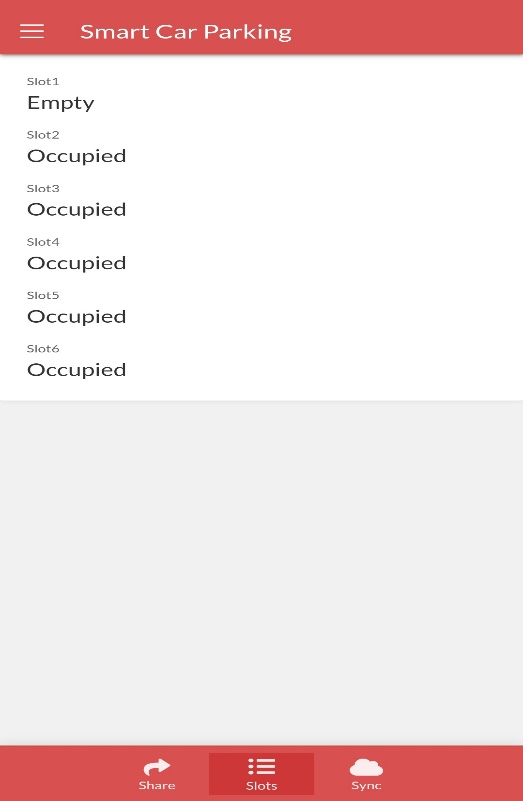 Smart Car Parking
Slot1
Empty
Slot2
Occupied
Slot3
Occupied
Slot4
Occupied
Slot5
Occupied
Slot6
Occupied
Share
Slots
Sync